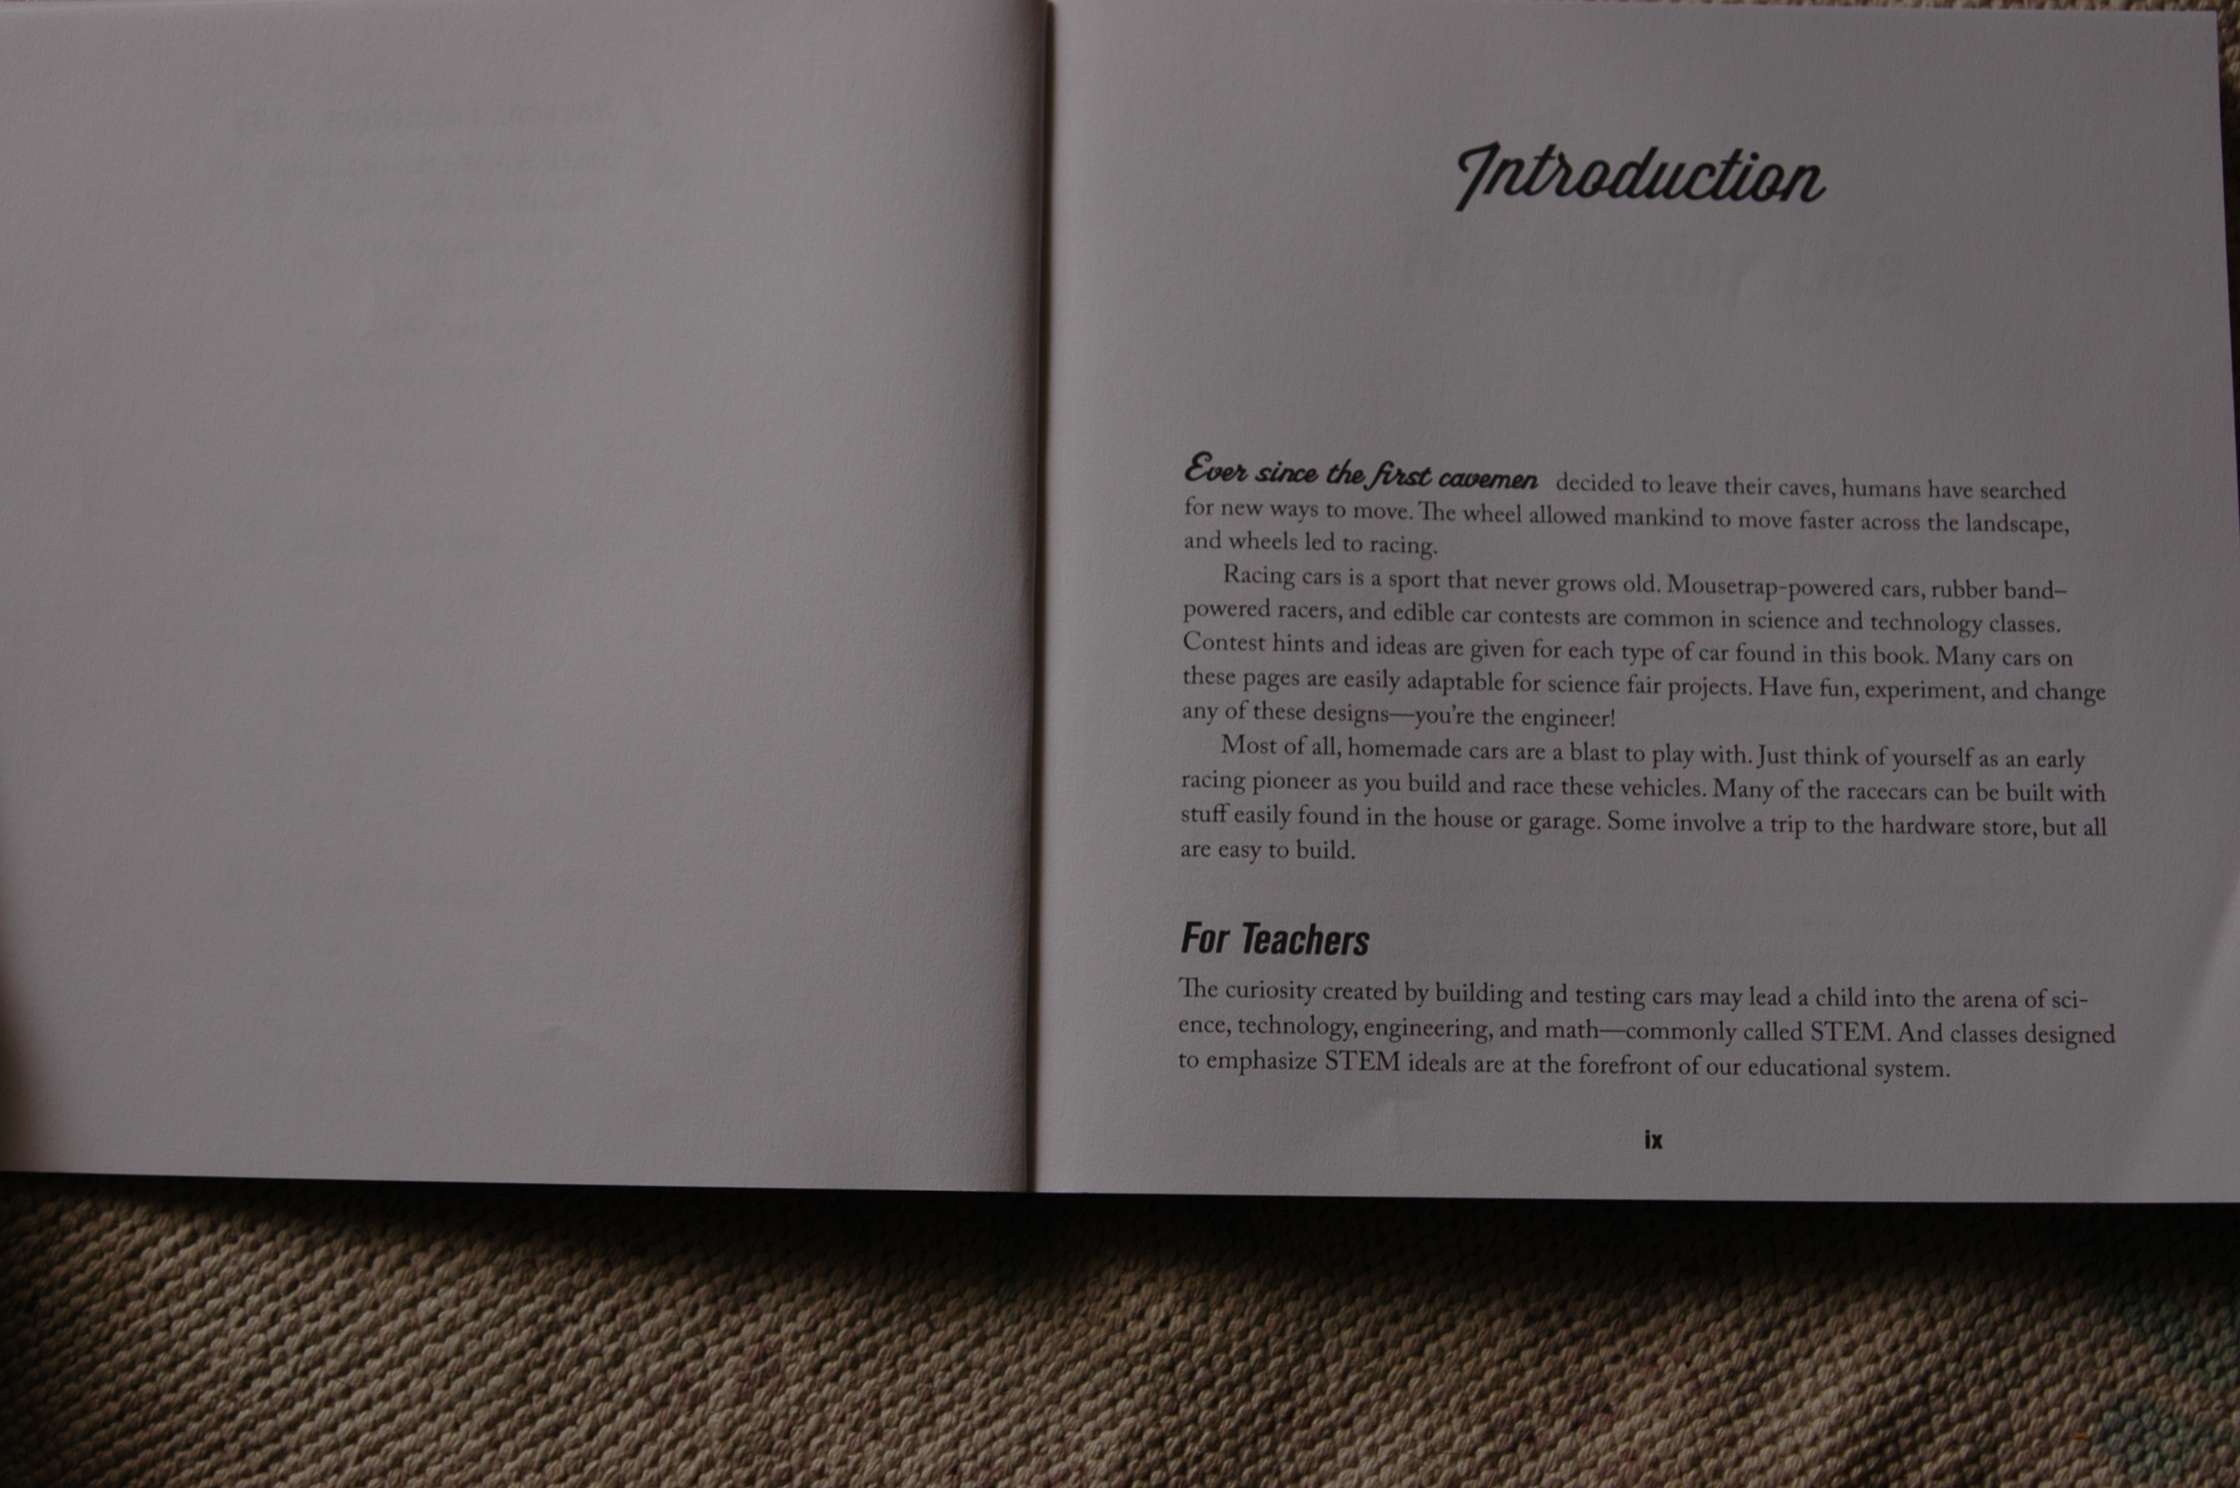 Introduction
Ever since the first cavemen decided to leave their caves, humans have searched
for new ways to move. The wheel allowed mankind to move faster across the landscape,
and wheels led to racing.
Racing cars is a sport that never grows old. Mousetrap-powered cars, rubber band–
powered racers, and edible car contests are common in science and technology classes.
Contest hints and ideas are given for each type of car found in this book. Many cars on
these pages are easily adaptable for science fair projects. Have fun, experiment, and change
any of these designs—you're the engineer!
Most of all, homemade cars are a blast to play with. Just think of yourself as an early
racing pioneer as you build and race these vehicles. Many of the racecars can be built with
stuff easily found in the house or garage. Some involve a trip to the hardware store, but all
are easy to build.
For Teachers
The curiosity created by building and testing cars may lead a child into the arena of sci-
ence, technology, engineering, and math—commonly called STEM. And classes designed
to emphasize STEM ideals are at the forefront of our educational system.
ix